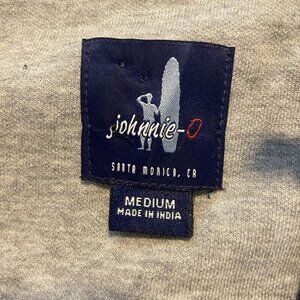 johnnie-O
SANTA MONICA, CA
MEDIUM
MADE IN INDIA